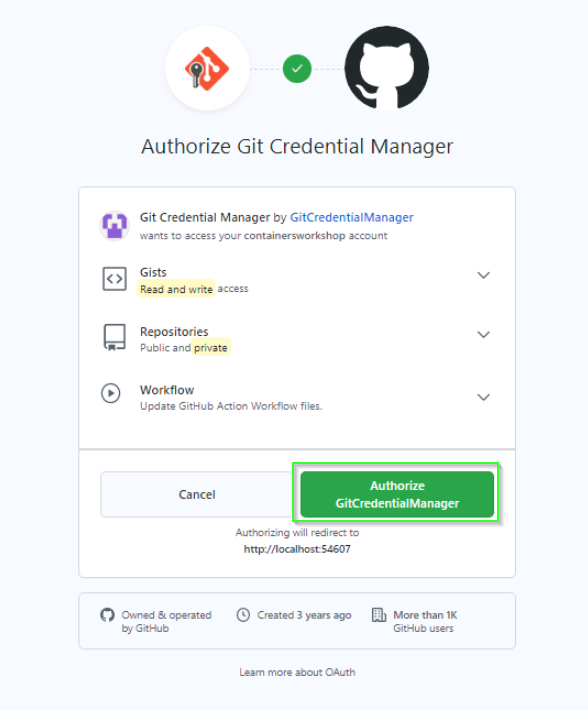 Authorize Git Credential Manager
Git Credential Manager by GitCredentialManager
wants to access your containersworkshop account
Gists
Read and write access
Repositories
Public and private
Workflow
Update GitHub Action Workflow files.
Cancel
Authorize
GitCredentialManager
Authorizing will redirect to
http://localhost:54607
Owned & operated
by GitHub
Created 3 years ago
More than 1K
GitHub users
Learn more about OAuth